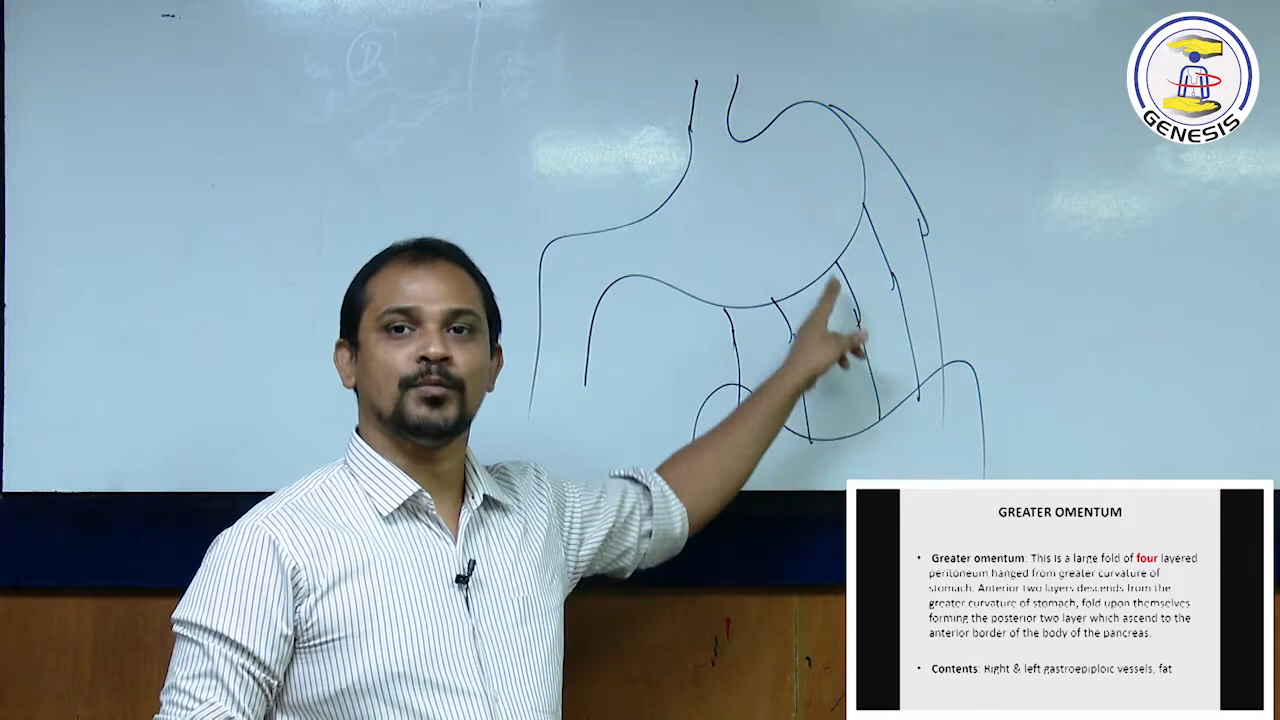 GENESIS
GREATER OMENTUM
• Greater omentum: This is a large fold of four layered
peritoneum hanged from greater curvature of
stomach. Anterior two layers descends from the
greater curvature of stomach, fold upon themselves
forming the posterior two layer which ascend to the
anterior border of the body of the pancreas.
• Contents: Right & left gastroepiploic vessels, fat